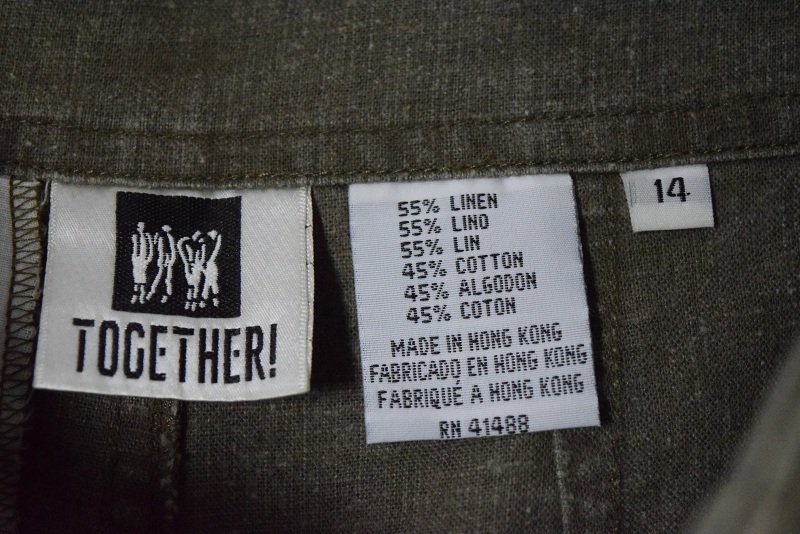 TOGETHER!
55% LINEN
55% LINO
55% LIN
45% COTTON
45% ALGODON
45% COTON
MADE IN HONG KONG
FABRICADO EN HONG KONG
FABRIQUÉ A HONG KONG
RN 41488
14